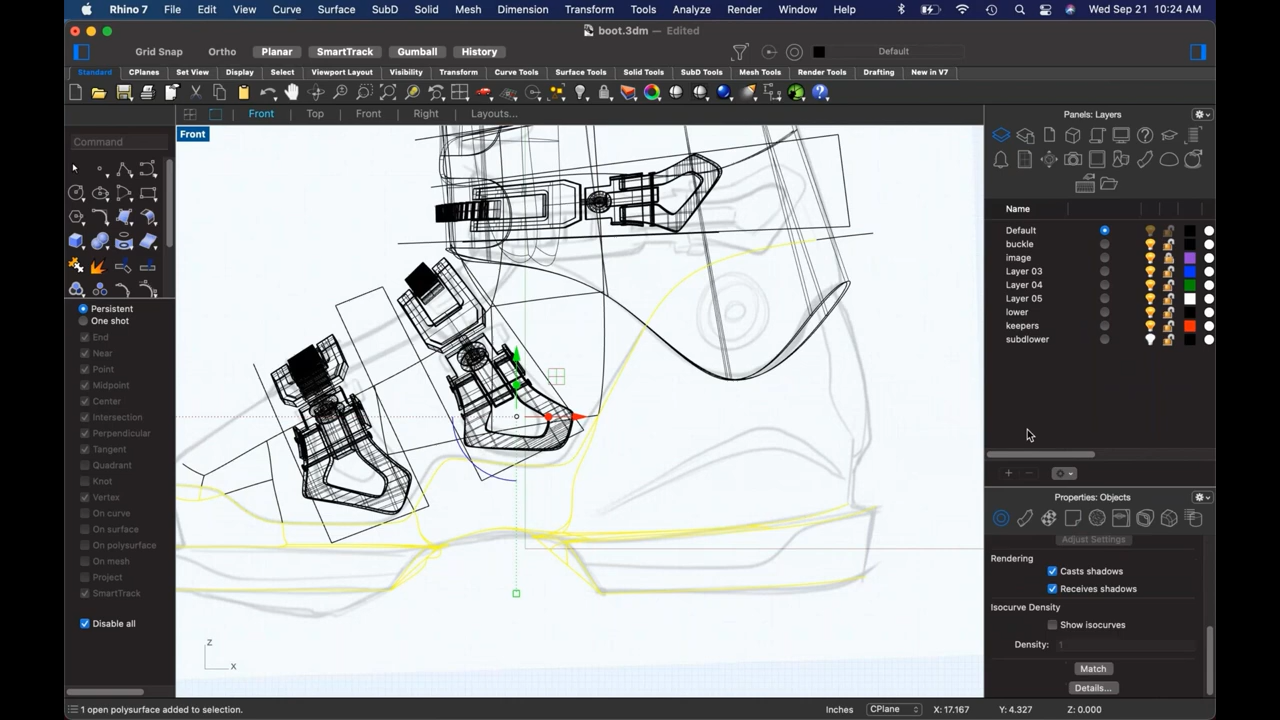 Rhino 7 File Edit View Curve Surface SubD Solid Mesh Dimension Transform Tools Analyze Render Window Help Wed Sep 21 10:24 AM
boot.3dm — Edited
Grid Snap Ortho Planar SmartTrack Gumball History Default
Standard CPlanes Set View Display Select Viewport Layout Visibility Transform Curve Tools Surface Tools Solid Tools SubD Tools Mesh Tools Render Tools Drafting New in V7
Front Top Front Right Layouts... Panels: Layers
Front
Command
Name
Default
buckle
image
Layer 03
Layer 04
Layer 05
lower
keepers
subdlower
Persistent
One shot
End
Near
Point
Midpoint
Center
Intersection
Perpendicular
Tangent
Quadrant
Knot
Vertex
On curve
On surface
On polysurface
On mesh
Project
SmartTrack
Disable all
Properties: Objects
Adjust Settings
Rendering
Casts shadows
Receives shadows
Isocurve Density
Show isocurves
Density: 1
Match
Details...
Z
X
1 open polysurface added to selection. Inches CPlane X: 17.167 Y: 4.327 Z: 0.000